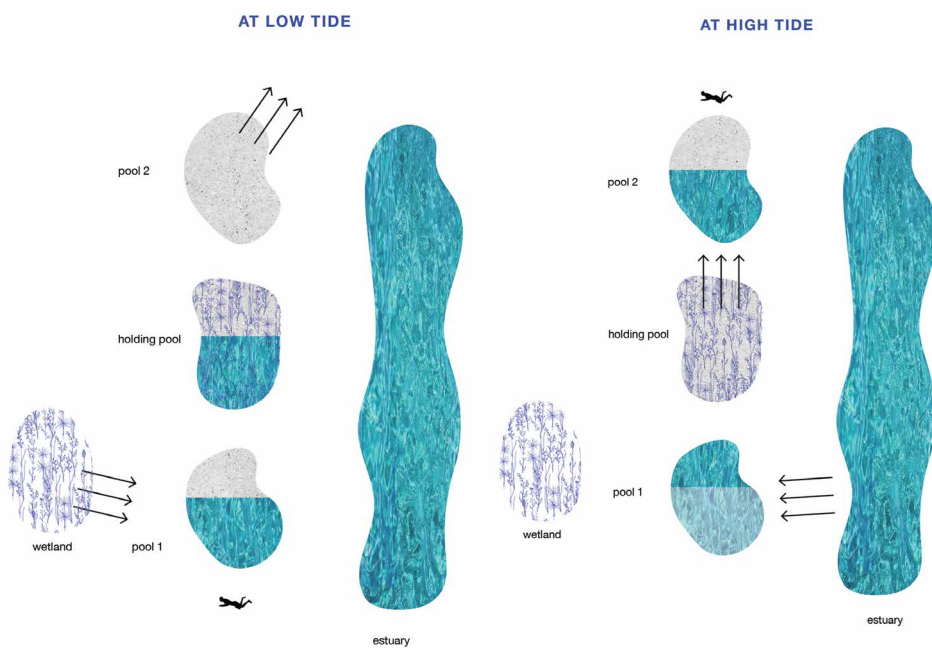 AT LOW TIDE
pool 2
holding pool
wetland
pool 1
estuary
AT HIGH TIDE
pool 2
holding pool
pool 1
wetland
estuary